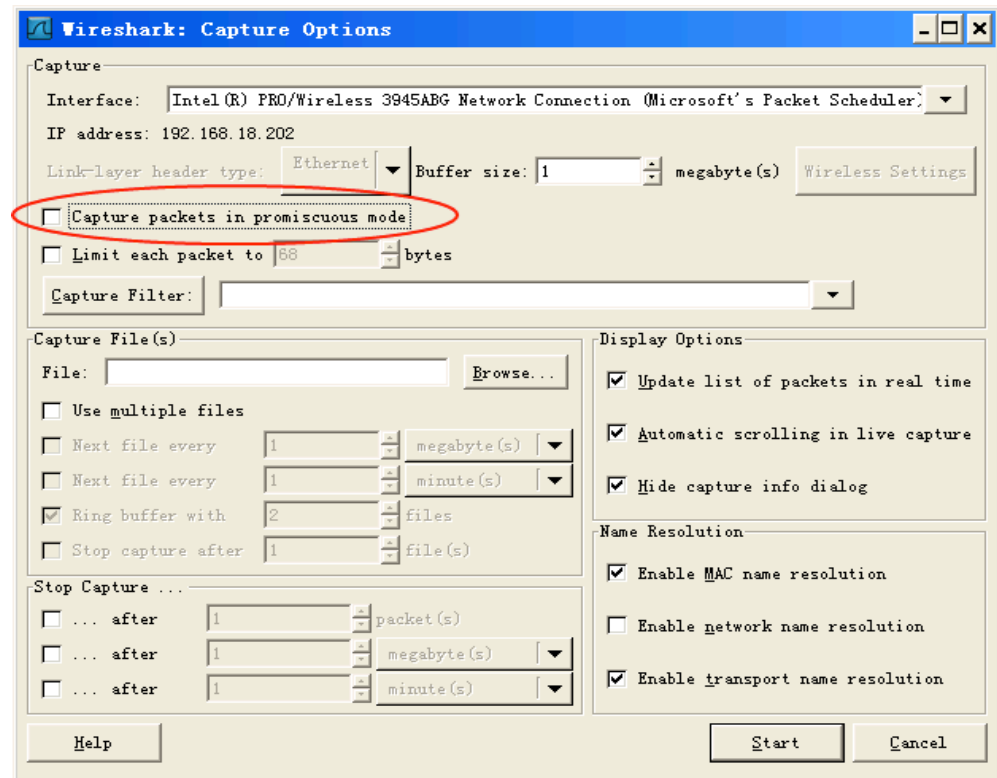 Wireshark: Capture Options
Capture
Interface: Intel(R) PRO/Wireless 3945ABG Network Connection (Microsoft's Packet Scheduler)
IP address: 192.168.18.202
Link-layer header type: Ethernet Buffer size: 1 megabyte(s) Wireless Settings
Capture packets in promiscuous mode
Limit each packet to 68 bytes
Capture Filter:
Capture File(s)
File: Browse...
Use multiple files
Next file every 1 megabyte(s)
Next file every 1 minute(s)
Ring buffer with 2 files
Stop capture after 1 file(s)
Stop Capture ...
... after 1 packet(s)
... after 1 megabyte(s)
... after 1 minute(s)
Display Options
Update list of packets in real time
Automatic scrolling in live capture
Hide capture info dialog
Name Resolution
Enable MAC name resolution
Enable network name resolution
Enable transport name resolution
Help Start Cancel